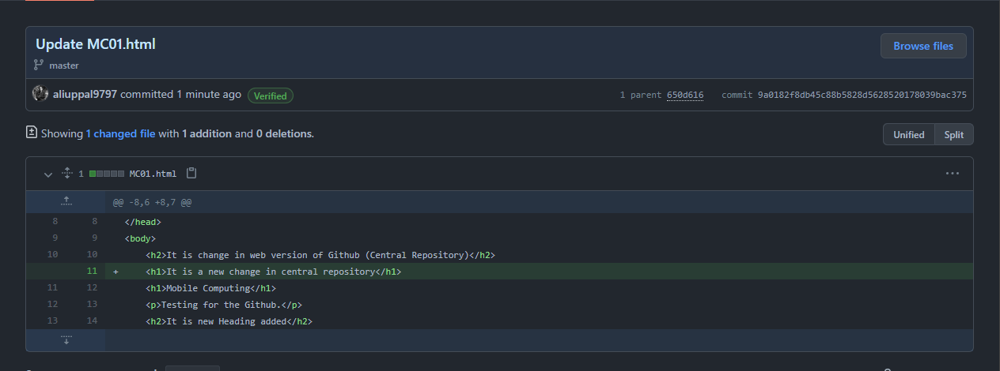 Update MC01.html
Browse files
master
aliuppal9797 committed 1 minute ago Verified
1 parent 650d616 commit 9a0182f8db45c88b5828d5628520178039bac375
Showing 1 changed file with 1 addition and 0 deletions.
Unified Split
1 MC01.html
@@ -8,6 +8,7 @@
8 8 </head>
9 9 <body>
10 10 <h2>It is change in web version of Github (Central Repository)</h2>
11 + <h1>It is a new change in central repository</h1>
11 12 <h1>Mobile Computing</h1>
12 13 <p>Testing for the Github.</p>
13 14 <h2>It is new Heading added</h2>